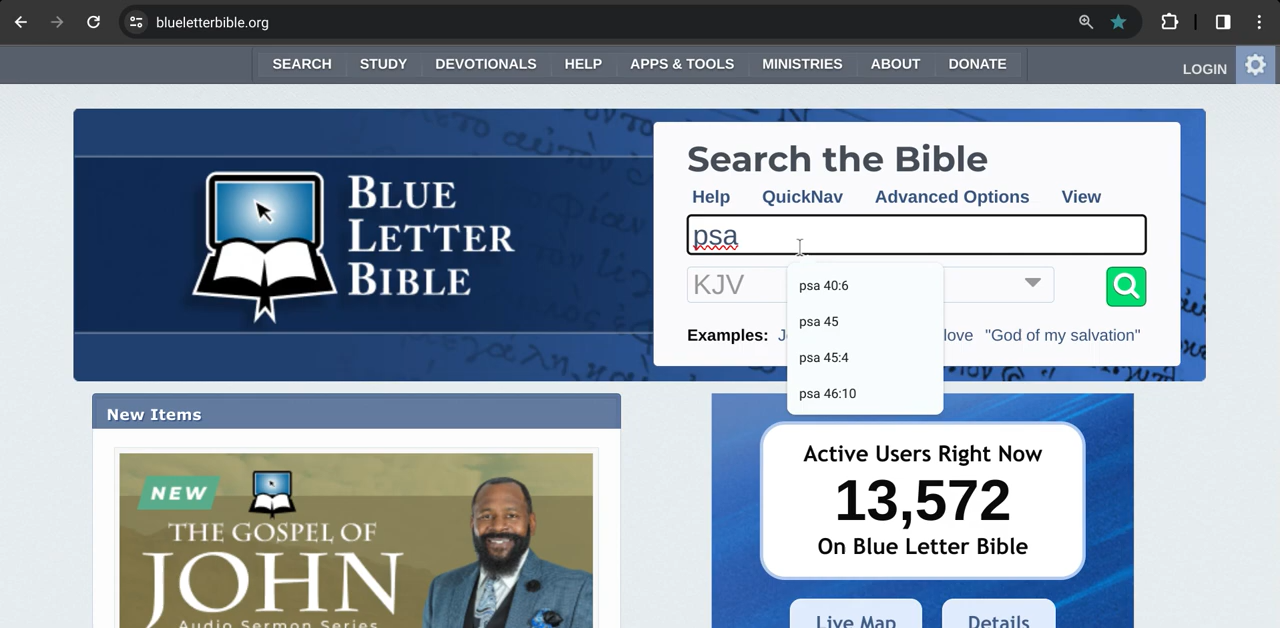 blueletterbible.org
SEARCH STUDY DEVOTIONALS HELP APPS & TOOLS MINISTRIES ABOUT DONATE LOGIN
BLUE
LETTER
BIBLE
Search the Bible
Help QuickNav Advanced Options View
psa
KJV
psa 40:6
psa 45
psa 45:4
psa 46:10
Examples: love "God of my salvation"
New Items
NEW
THE GOSPEL OF
JOHN
Audio Sermon Series
Active Users Right Now
13,572
On Blue Letter Bible
Live Map Details